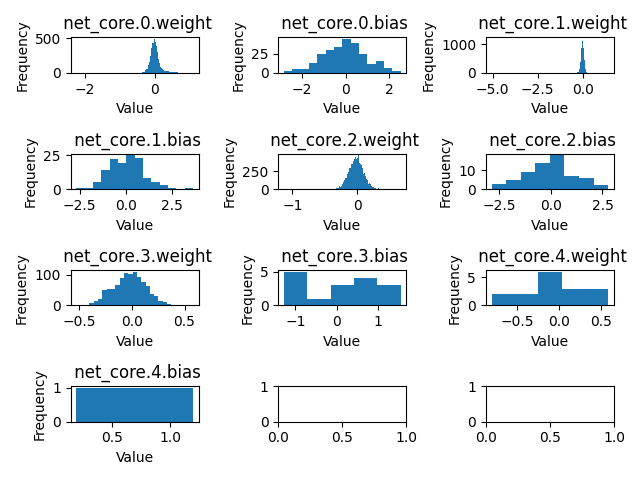 net_core.0.weight
net_core.0.bias
net_core.1.weight
Frequency
500
0
−2
0
Value
Frequency
25
0
−2
0
2
Value
Frequency
1000
0
−5.0
−2.5
0.0
Value
net_core.1.bias
net_core.2.weight
net_core.2.bias
Frequency
25
0
−2.5
0.0
2.5
Value
Frequency
250
0
−1
0
Value
Frequency
10
0
−2.5
0.0
2.5
Value
net_core.3.weight
net_core.3.bias
net_core.4.weight
Frequency
100
0
−0.5
0.0
0.5
Value
Frequency
5
0
−1
0
1
Value
Frequency
5
0
−0.5
0.0
0.5
Value
net_core.4.bias
Frequency
1
0
0.5
1.0
Value
1
0
0.0
0.5
1.0
1
0
0.0
0.5
1.0